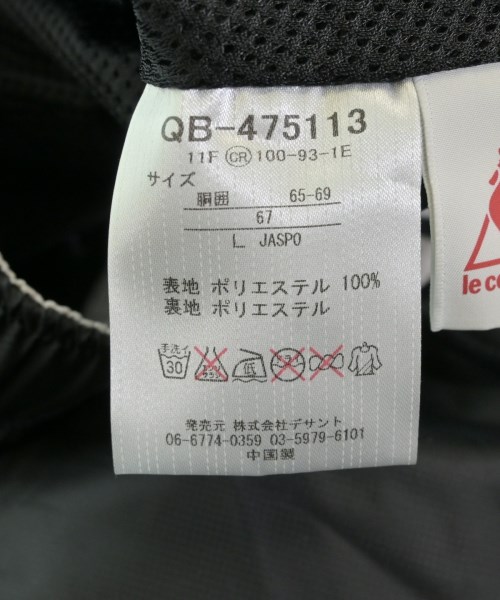 QB-475113
11F CR 100-93-1E
サイズ
胴囲 65-69
67
L JASPO
表地 ポリエステル 100%
裏地 ポリエステル
手洗イ 30 低
発売元 株式会社デサント
06-6774-0359 03-5979-6101
中国製
le co